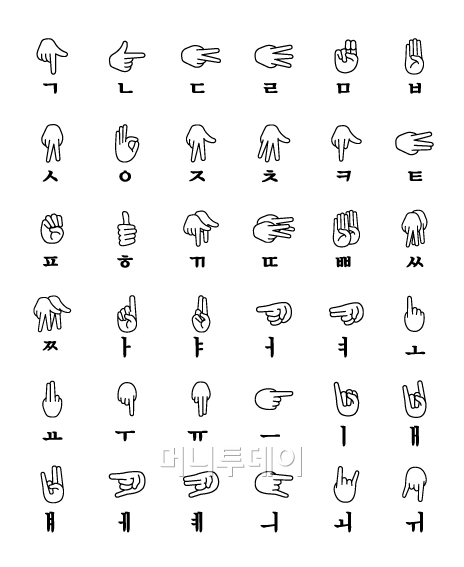 ㄱ ㄴ ㄷ ㄹ ㅁ ㅂ
ㅅ ㅇ ㅈ ㅊ ㅋ ㅌ
ㅍ ㅎ ㄲ ㄸ ㅃ ㅆ
ㅉ ㅏ ㅑ ㅓ ㅕ ㅗ
ㅛ ㅜ ㅠ ㅡ ㅣ ㅐ
머니투데이
ㅒ ㅔ ㅖ ㅢ ㅚ ㅟ